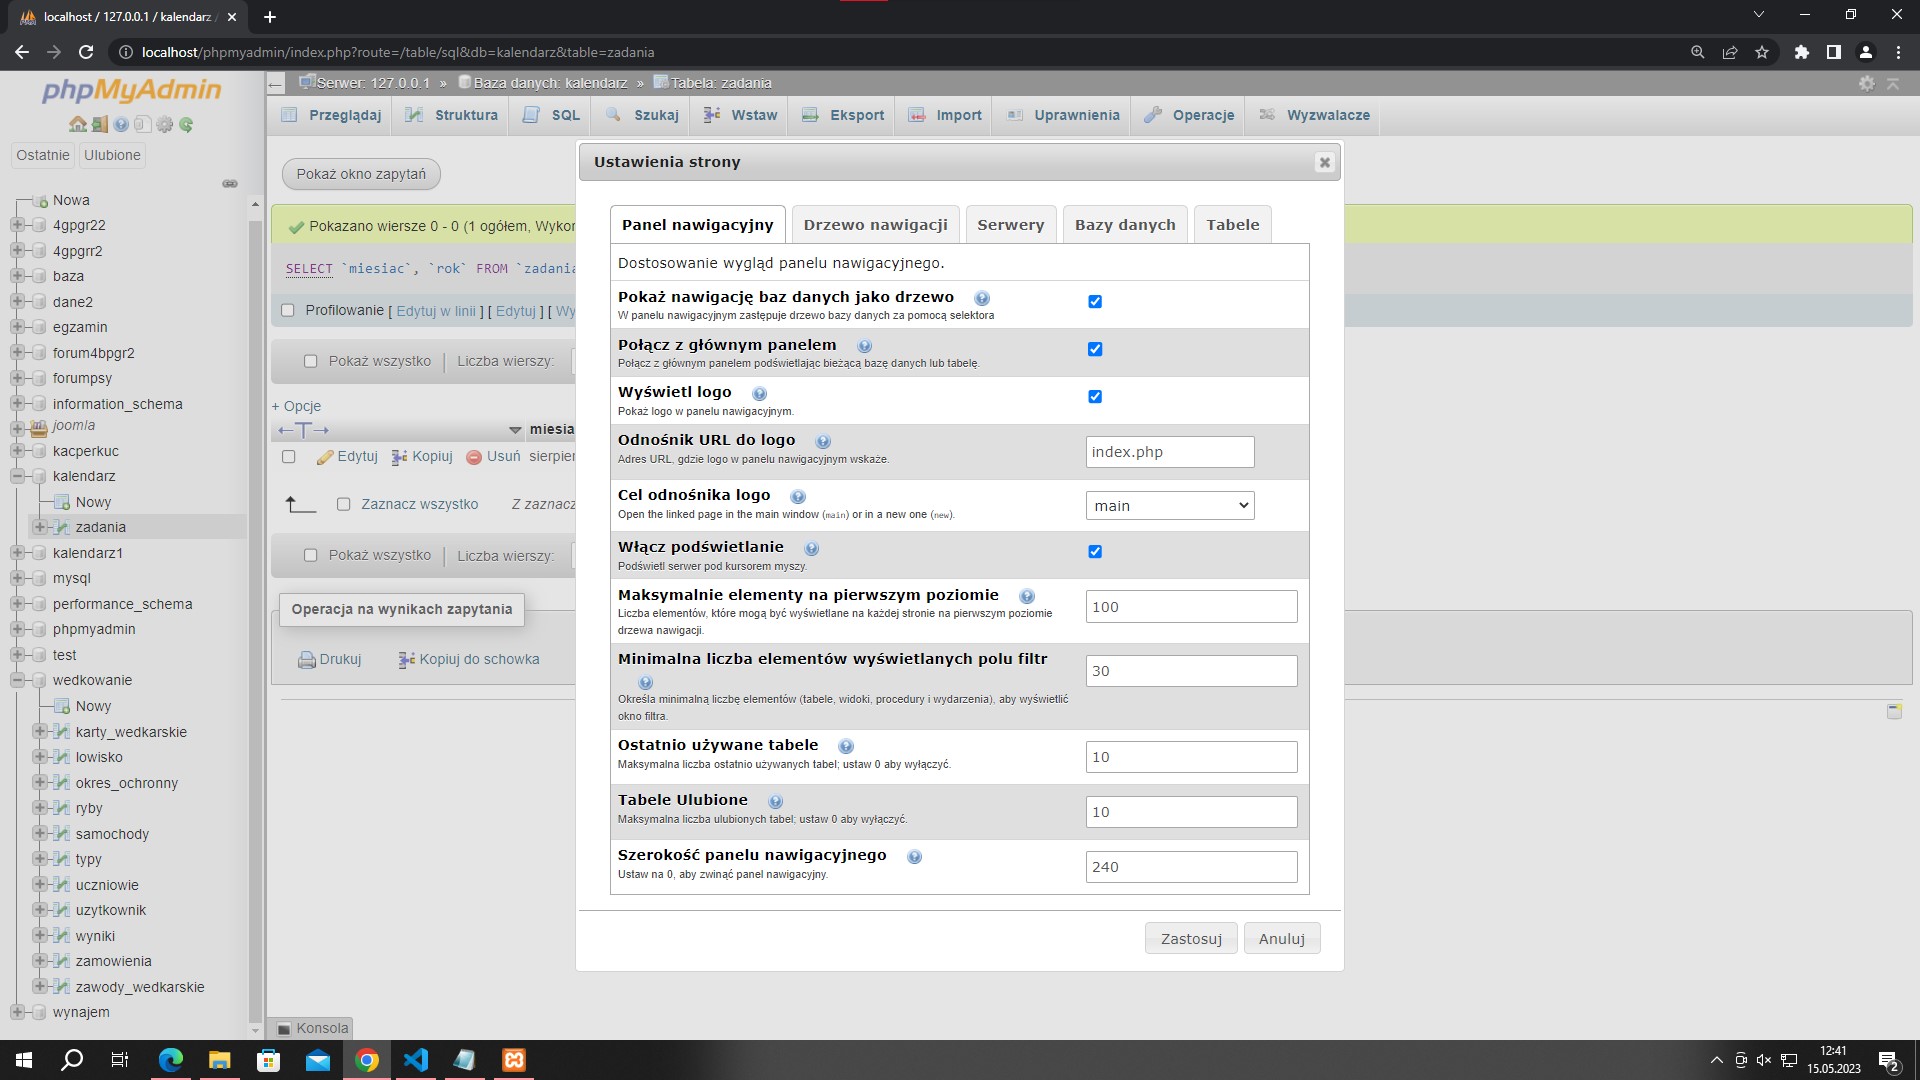 localhost / 127.0.0.1 / kalendarz
localhost/phpmyadmin/index.php?route=/table/sql&db=kalendarz&table=zadania
phpMyAdmin
Ostatnie
Ulubione
Nowa
4gpgr22
4gpgrr2
baza
dane2
egzamin
forum4bpgr2
forumpsy
information_schema
joomla
kacperkuc
kalendarz
Nowy
zadania
kalendarz1
mysql
performance_schema
phpmyadmin
test
wedkowanie
Nowy
karty_wedkarskie
lowisko
okres_ochronny
ryby
samochody
typy
uczniowie
uzytkownik
wyniki
zamowienia
zawody_wedkarskie
wynajem
Serwer: 127.0.0.1 » Baza danych: kalendarz » Tabela: zadania
Przeglądaj Struktura SQL Szukaj Wstaw Eksport Import Uprawnienia Operacje Wyzwalacze
Pokaż okno zapytań
Pokazano wiersze 0 - 0 (1 ogółem, Wykor
SELECT `miesiac`, `rok` FROM `zadania
Profilowanie [ Edytuj w linii ] [ Edytuj ] [ Wy
Pokaż wszystko | Liczba wierszy:
+ Opcje
←T→ miesia
Edytuj Kopiuj Usuń sierpier
Zaznacz wszystko Z zaznacz
Pokaż wszystko | Liczba wierszy:
Operacja na wynikach zapytania
Drukuj Kopiuj do schowka
Konsola
Ustawienia strony
Panel nawigacyjny Drzewo nawigacji Serwery Bazy danych Tabele
Dostosowanie wygląd panelu nawigacyjnego.
Pokaż nawigację baz danych jako drzewo
W panelu nawigacyjnym zastępuje drzewo bazy danych za pomocą selektora
Połącz z głównym panelem
Połącz z głównym panelem podświetlając bieżącą bazę danych lub tabelę.
Wyświetl logo
Pokaż logo w panelu nawigacyjnym.
Odnośnik URL do logo
index.php
Adres URL, gdzie logo w panelu nawigacyjnym wskaże.
Cel odnośnika logo
main
Open the linked page in the main window (main) or in a new one (new).
Włącz podświetlanie
Podświetl serwer pod kursorem myszy.
Maksymalnie elementy na pierwszym poziomie
100
Liczba elementów, które mogą być wyświetlane na każdej stronie na pierwszym poziomie
drzewa nawigacji.
Minimalna liczba elementów wyświetlanych polu filtr
30
Określa minimalną liczbę elementów (tabele, widoki, procedury i wydarzenia), aby wyświetlić
okno filtra.
Ostatnio używane tabele
10
Maksymalna liczba ostatnio używanych tabel; ustaw 0 aby wyłączyć.
Tabele Ulubione
10
Maksymalna liczba ulubionych tabel; ustaw 0 aby wyłączyć.
Szerokość panelu nawigacyjnego
240
Ustaw na 0, aby zwinąć panel nawigacyjny.
Zastosuj Anuluj
12:41
15.05.2023
2